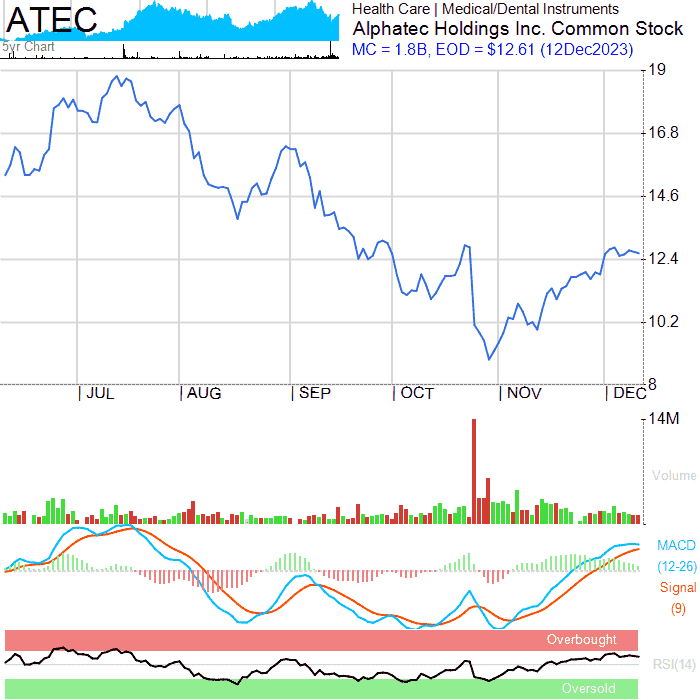 ATEC
5yr Chart
Health Care | Medical/Dental Instruments
Alphatec Holdings Inc. Common Stock
MC = 1.8B, EOD = $12.61 (12Dec2023)
19
16.8
14.6
12.4
10.2
8
| JUL | AUG | SEP | OCT | NOV | DEC
14M
Volume
MACD
(12-26)
Signal
(9)
Overbought
RSI(14)
Oversold